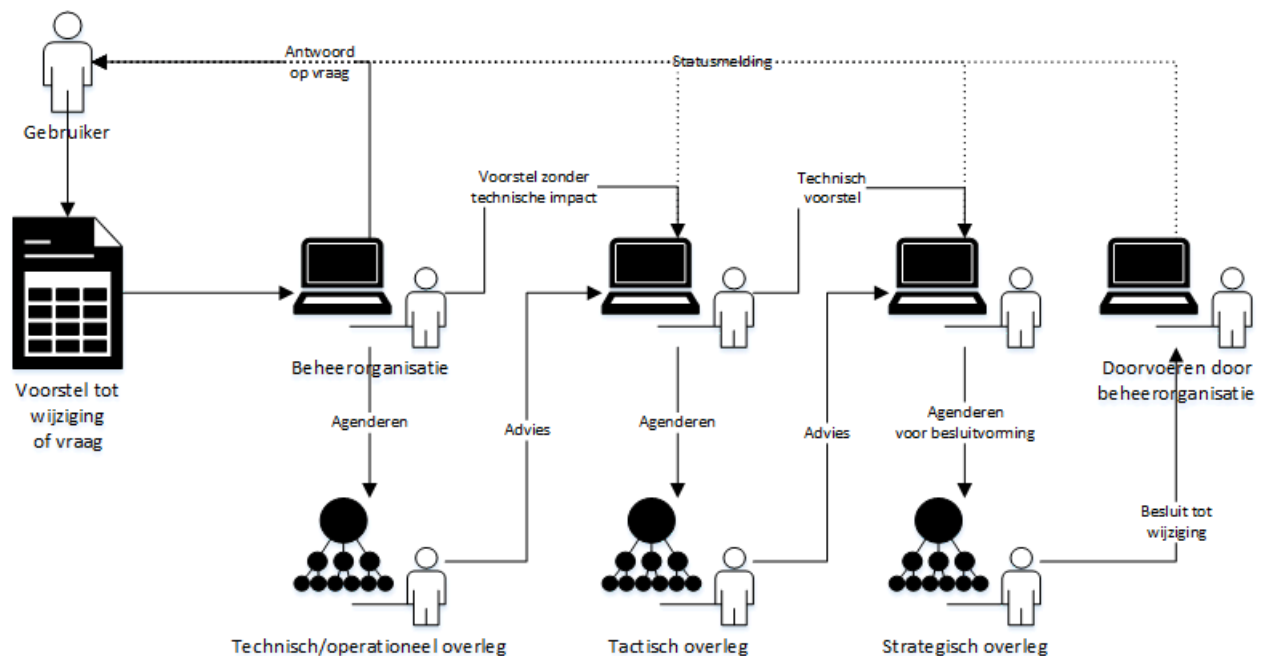 Antwoord
op vraag
Statusmelding
Gebruiker
Voorstel zonder
technische impact
Technisch
voorstel
Beheerorganisatie
Doorvoeren door
beheerorganisatie
Voorstel tot
wijziging
of vraag
Agenderen
Advies
Agenderen
Advies
Agenderen
voor besluitvorming
Besluit tot
wijziging
Technisch/operationeel overleg
Tactisch overleg
Strategisch overleg